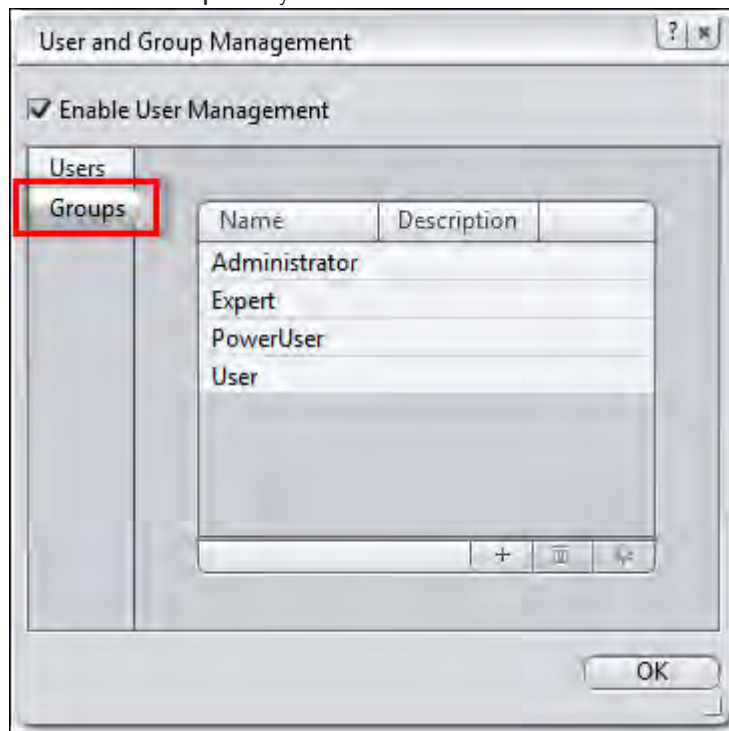 User and Group Management ? ×
Enable User Management
Users
Groups
Name Description
Administrator
Expert
PowerUser
User
+
OK